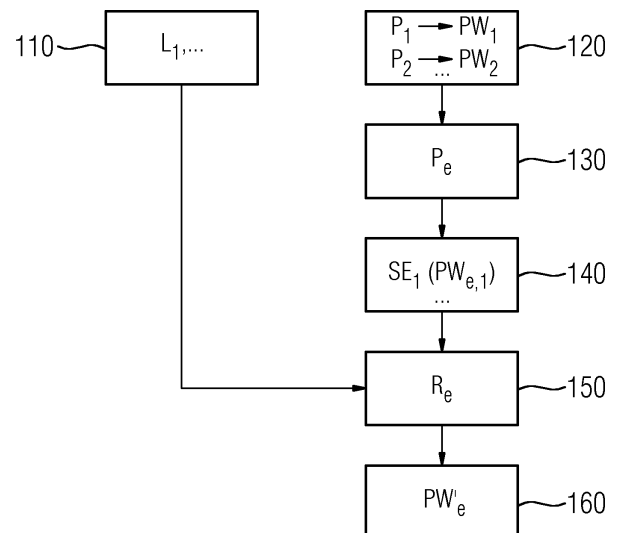 110
L₁,...
P₁ → PW₁
P₂ → PW₂
...
120
Pₑ
130
SE₁ (PWₑ,₁)
...
140
Rₑ
150
PW'ₑ
160